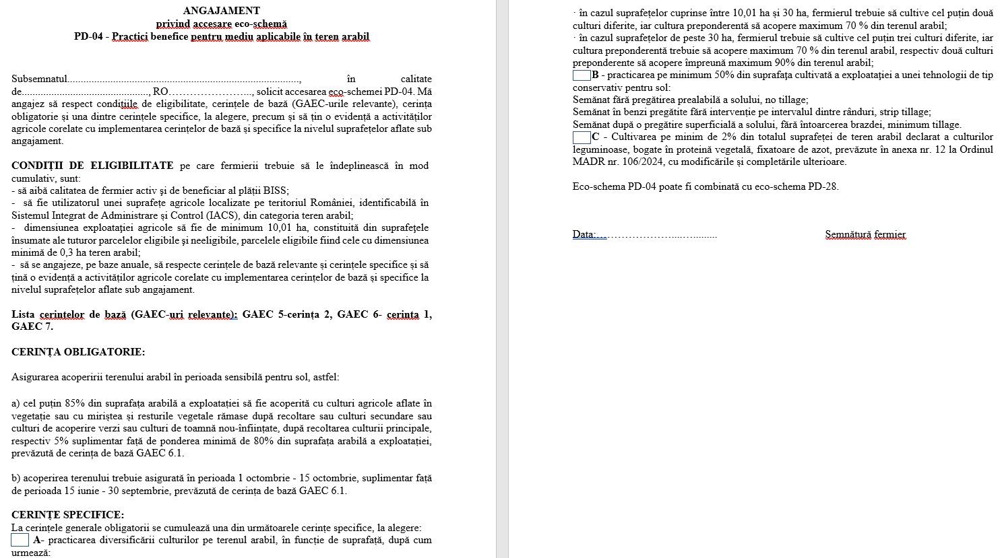 ANGAJAMENT
privind accesare eco-schemă
PD-04 - Practici benefice pentru mediu aplicabile în teren arabil
Subsemnatul......................................................................................, în calitate
de..............................................., RO…………………..., solicit accesarea eco-schemei PD-04. Mă
angajez să respect condițiile de eligibilitate, cerințele de bază (GAEC-urile relevante), cerința
obligatorie și una dintre cerințele specifice, la alegere, precum și să țin o evidență a activităților
agricole corelate cu implementarea cerințelor de bază și specifice la nivelul suprafețelor aflate sub
angajament.
CONDIȚII DE ELIGIBILITATE pe care fermierii trebuie să le îndeplinească în mod
cumulativ, sunt:
- să aibă calitatea de fermier activ şi de beneficiar al plății BISS;
- să fie utilizatorul unei suprafețe agricole localizate pe teritoriul României, identificabilă în
Sistemul Integrat de Administrare şi Control (IACS), din categoria teren arabil;
- dimensiunea exploataţiei agricole să fie de minimum 10,01 ha, constituită din suprafeţele
însumate ale tuturor parcelelor eligibile şi neeligibile, parcelele eligibile fiind cele cu dimensiunea
minimă de 0,3 ha teren arabil;
- să se angajeze, pe baze anuale, să respecte cerințele de bază relevante și cerințele specifice și să
țină o evidență a activităților agricole corelate cu implementarea cerințelor de bază și specifice la
nivelul suprafețelor aflate sub angajament.
Lista cerințelor de bază (GAEC-uri relevante): GAEC 5-cerința 2, GAEC 6- cerința 1,
GAEC 7.
CERINȚA OBLIGATORIE:
Asigurarea acoperirii terenului arabil în perioada sensibilă pentru sol, astfel:
a) cel puțin 85% din suprafața arabilă a exploatației să fie acoperită cu culturi agricole aflate în
vegetație sau cu miriștea și resturile vegetale rămase după recoltare sau culturi secundare sau
culturi de acoperire verzi sau culturi de toamnă nou-înființate, după recoltarea culturii principale,
respectiv 5% suplimentar față de ponderea minimă de 80% din suprafața arabilă a exploatației,
prevăzută de cerința de bază GAEC 6.1.
b) acoperirea terenului trebuie asigurată în perioada 1 octombrie - 15 octombrie, suplimentar față
de perioada 15 iunie - 30 septembrie, prevăzută de cerința de bază GAEC 6.1.
CERINȚE SPECIFICE:
La cerințele generale obligatorii se cumulează una din următoarele cerințe specifice, la alegere:
A- practicarea diversificării culturilor pe terenul arabil, în funcție de suprafață, după cum
urmează:
· în cazul suprafețelor cuprinse între 10,01 ha și 30 ha, fermierul trebuie să cultive cel puțin două
culturi diferite, iar cultura preponderentă să acopere maximum 70 % din terenul arabil;
· în cazul suprafețelor de peste 30 ha, fermierul trebuie să cultive cel puțin trei culturi diferite, iar
cultura preponderentă trebuie să acopere maximum 70 % din terenul arabil, respectiv două culturi
preponderente să acopere împreună maximum 90% din terenul arabil;
B - practicarea pe minimum 50% din suprafaţa cultivată a exploataţiei a unei tehnologii de tip
conservativ pentru sol:
Semănat fără pregătirea prealabilă a solului, no tillage;
Semănat în benzi pregătite fără intervenție pe intervalul dintre rânduri, strip tillage;
Semănat după o pregătire superficială a solului, fără întoarcerea brazdei, minimum tillage.
C - Cultivarea pe minim de 2% din totalul suprafeței de teren arabil declarat a culturilor
leguminoase, bogate în proteină vegetală, fixatoare de azot, prevăzute în anexa nr. 12 la Ordinul
MADR nr. 106/2024, cu modificările și completările ulterioare.
Eco-schema PD-04 poate fi combinată cu eco-schema PD-28.
Data:…………………....….........
Semnătură fermier